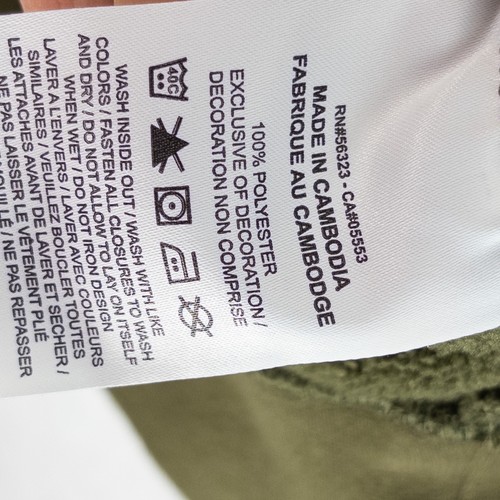 RN#56323 - CA#05553
MADE IN CAMBODIA
FABRIQUE AU CAMBODGE
100% POLYESTER
EXCLUSIVE OF DECORATION /
DECORATION NON COMPRISE
40C
WASH INSIDE OUT / WASH WITH LIKE
COLORS / FASTEN ALL CLOSURES TO WASH
AND DRY / DO NOT ALLOW TO LAY ON ITSELF
WHEN WET / DO NOT IRON DESIGN
LAVER A L'ENVERS / LAVER AVEC COULEURS
SIMILAIRES / VEUILLEZ BOUCLER TOUTES
LES ATTACHES AVANT DE LAVER ET SECHER /
NE PAS LAISSER LE VÊTEMENT PLIÉ
MOUILLÉ / NE PAS REPASSER